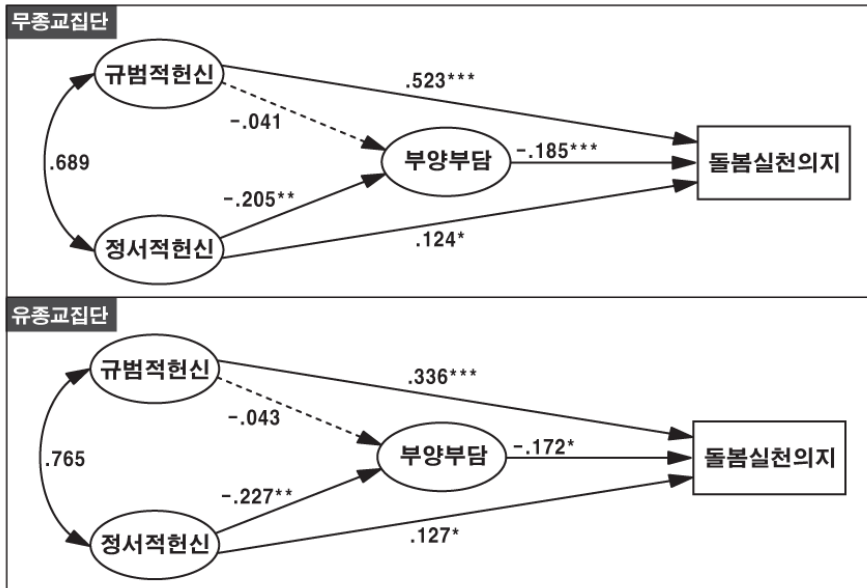 무종교집단
규범적헌신
.523***
-.041
부양부담
-.185***
돌봄실천의지
.689
-.205**
정서적헌신
.124*
유종교집단
규범적헌신
.336***
-.043
부양부담
-.172*
돌봄실천의지
.765
-.227**
정서적헌신
.127*